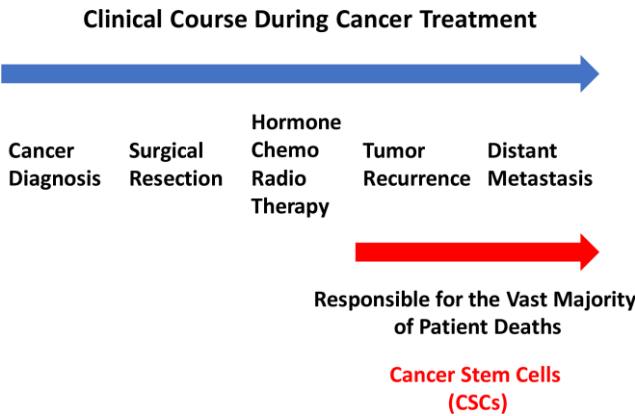 Clinical Course During Cancer Treatment
Cancer
Diagnosis
Surgical
Resection
Hormone
Chemo
Radio
Therapy
Tumor
Recurrence
Distant
Metastasis
Responsible for the Vast Majority
of Patient Deaths
Cancer Stem Cells
(CSCs)